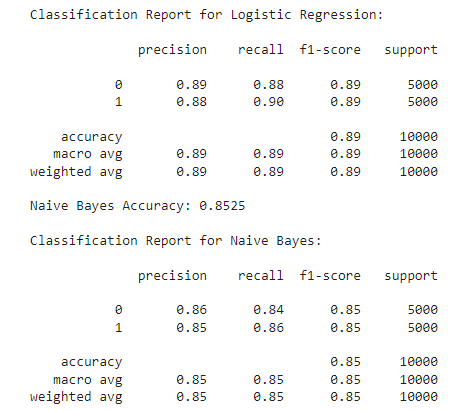 Classification Report for Logistic Regression:
precision recall f1-score support
0 0.89 0.88 0.89 5000
1 0.88 0.90 0.89 5000
accuracy 0.89 10000
macro avg 0.89 0.89 0.89 10000
weighted avg 0.89 0.89 0.89 10000
Naive Bayes Accuracy: 0.8525
Classification Report for Naive Bayes:
precision recall f1-score support
0 0.86 0.84 0.85 5000
1 0.85 0.86 0.85 5000
accuracy 0.85 10000
macro avg 0.85 0.85 0.85 10000
weighted avg 0.85 0.85 0.85 10000